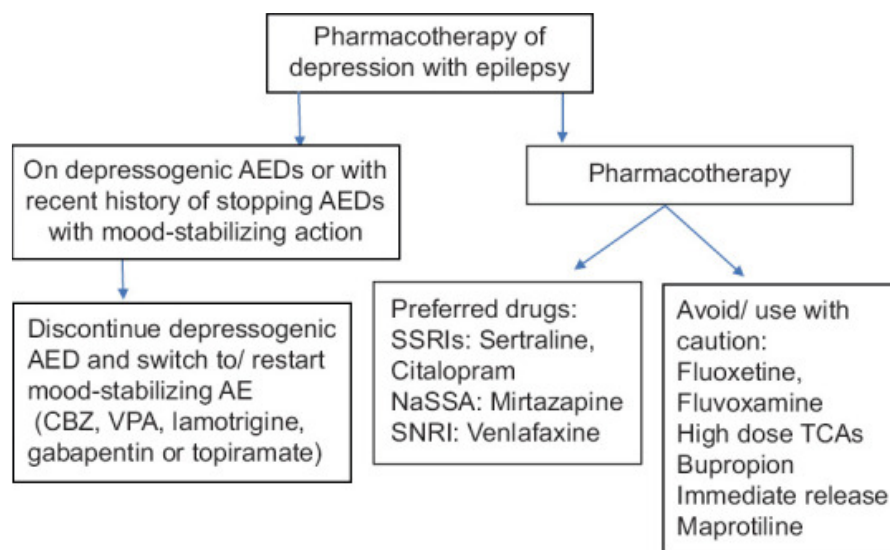 Pharmacotherapy of
depression with epilepsy
On depressogenic AEDs or with
recent history of stopping AEDs
with mood-stabilizing action
Pharmacotherapy
Discontinue depressogenic
AED and switch to/ restart
mood-stabilizing AE
(CBZ, VPA, lamotrigine,
gabapentin or topiramate)
Preferred drugs:
SSRIs: Sertraline,
Citalopram
NaSSA: Mirtazapine
SNRI: Venlafaxine
Avoid/ use with
caution:
Fluoxetine,
Fluvoxamine
High dose TCAs
Bupropion
Immediate release
Maprotiline